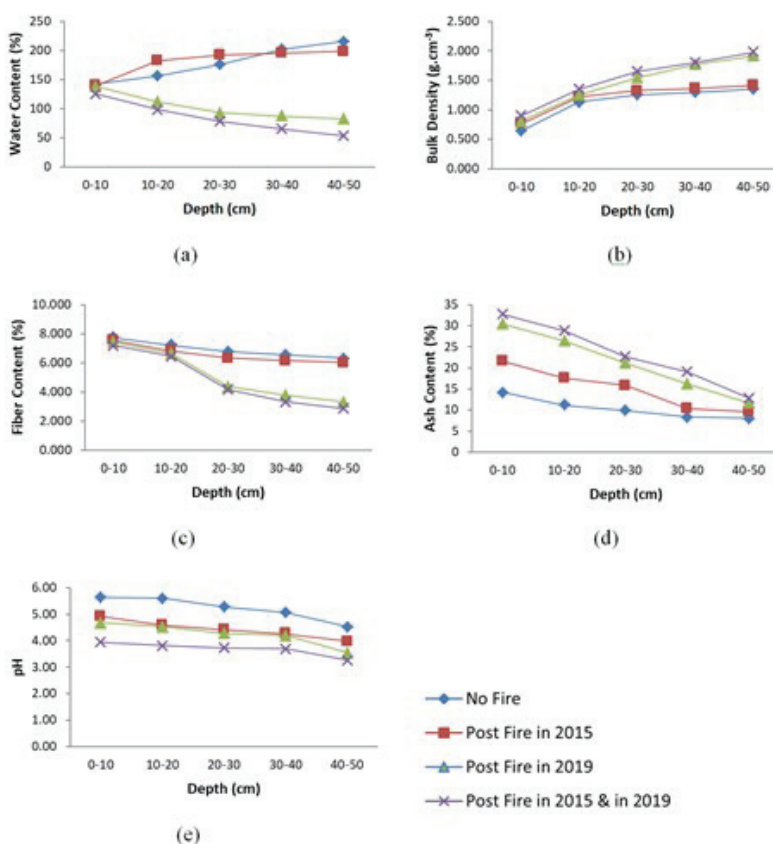 250
200
150
100
50
0
Water Content (%)
0-10 10-20 20-30 30-40 40-50
Depth (cm)
(a)
2.500
2.000
1.500
1.000
0.500
0.000
Bulk Density (g.cm⁻³)
0-10 10-20 20-30 30-40 40-50
Depth (cm)
(b)
10.000
8.000
6.000
4.000
2.000
0.000
Fiber Content (%)
0-10 10-20 20-30 30-40 40-50
Depth (cm)
(c)
35
30
25
20
15
10
5
0
Ash Content (%)
0-10 10-20 20-30 30-40 40-50
Depth (cm)
(d)
6.00
5.00
4.00
3.00
2.00
1.00
0.00
pH
0-10 10-20 20-30 30-40 40-50
Depth (cm)
(e)
No Fire
Post Fire in 2015
Post Fire in 2019
Post Fire in 2015 & in 2019